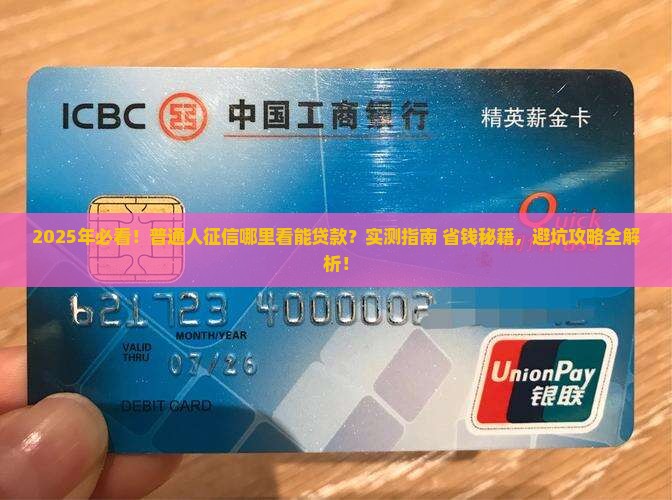 ICBC 中国工商银行 精英薪金卡
Quick
2025年必看！普通人征信哪里看能贷款？实测指南 省钱秘籍，避坑攻略全解
析！
621723 4000002
MONTH/YEAR
VALID
THRU
07/26
UnionPay
银联
DEBIT CARD